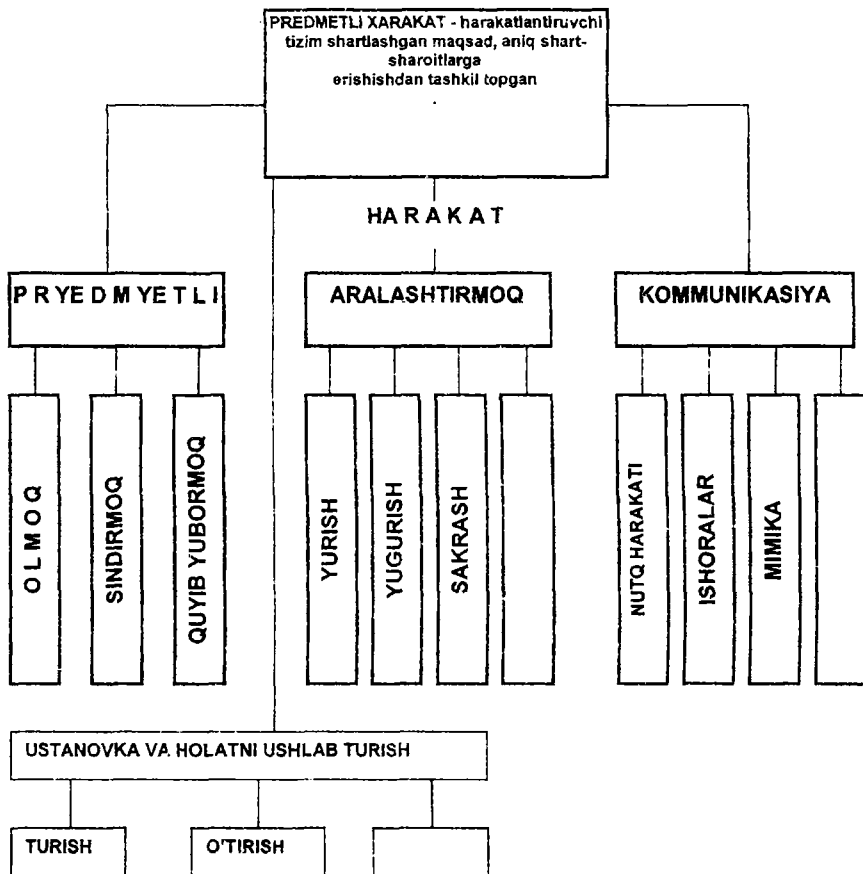 PREDMETLI XARAKAT - harakatlantiruvchi
tizim shartlashgan maqsad, aniq shart-
sharoitlarga
erishishdan tashkil topgan
HARAKAT
PRYEDMYETLI
ARALASHTIRMOQ
KOMMUNIKASIYA
OLMOQ
SINDIRMOQ
QUYIB YUBORMOQ
YURISH
YUGURISH
SAKRASH
NUTQ HARAKATI
ISHORALAR
MIMIKA
USTANOVKA VA HOLATNI USHLAB TURISH
TURISH
O'TIRISH